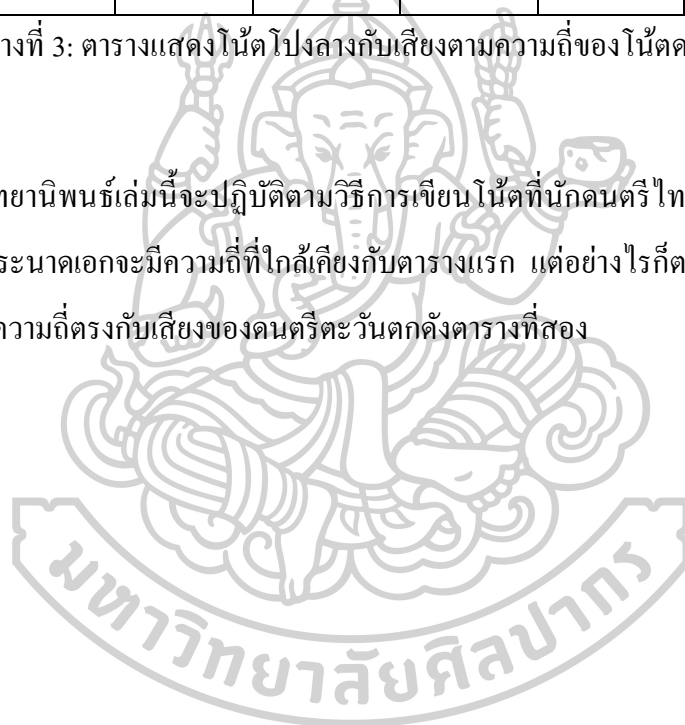 างที่ 3: ตารางแสดงโน้ตโปงลางกับเสียงตามความถี่ของโน้ตด
ทยานิพนธ์เล่มนี้จะปฏิบัติตามวิธีการเขียนโน้ตที่นักดนตรีไท
ระนาดเอกจะมีความถี่ที่ใกล้เคียงกับตารางแรก แต่อย่างไรก็ต
ความถี่ตรงกับเสียงของดนตรีตะวันตกดังตารางที่สอง
มหาวิทยาลัยศิลปากร